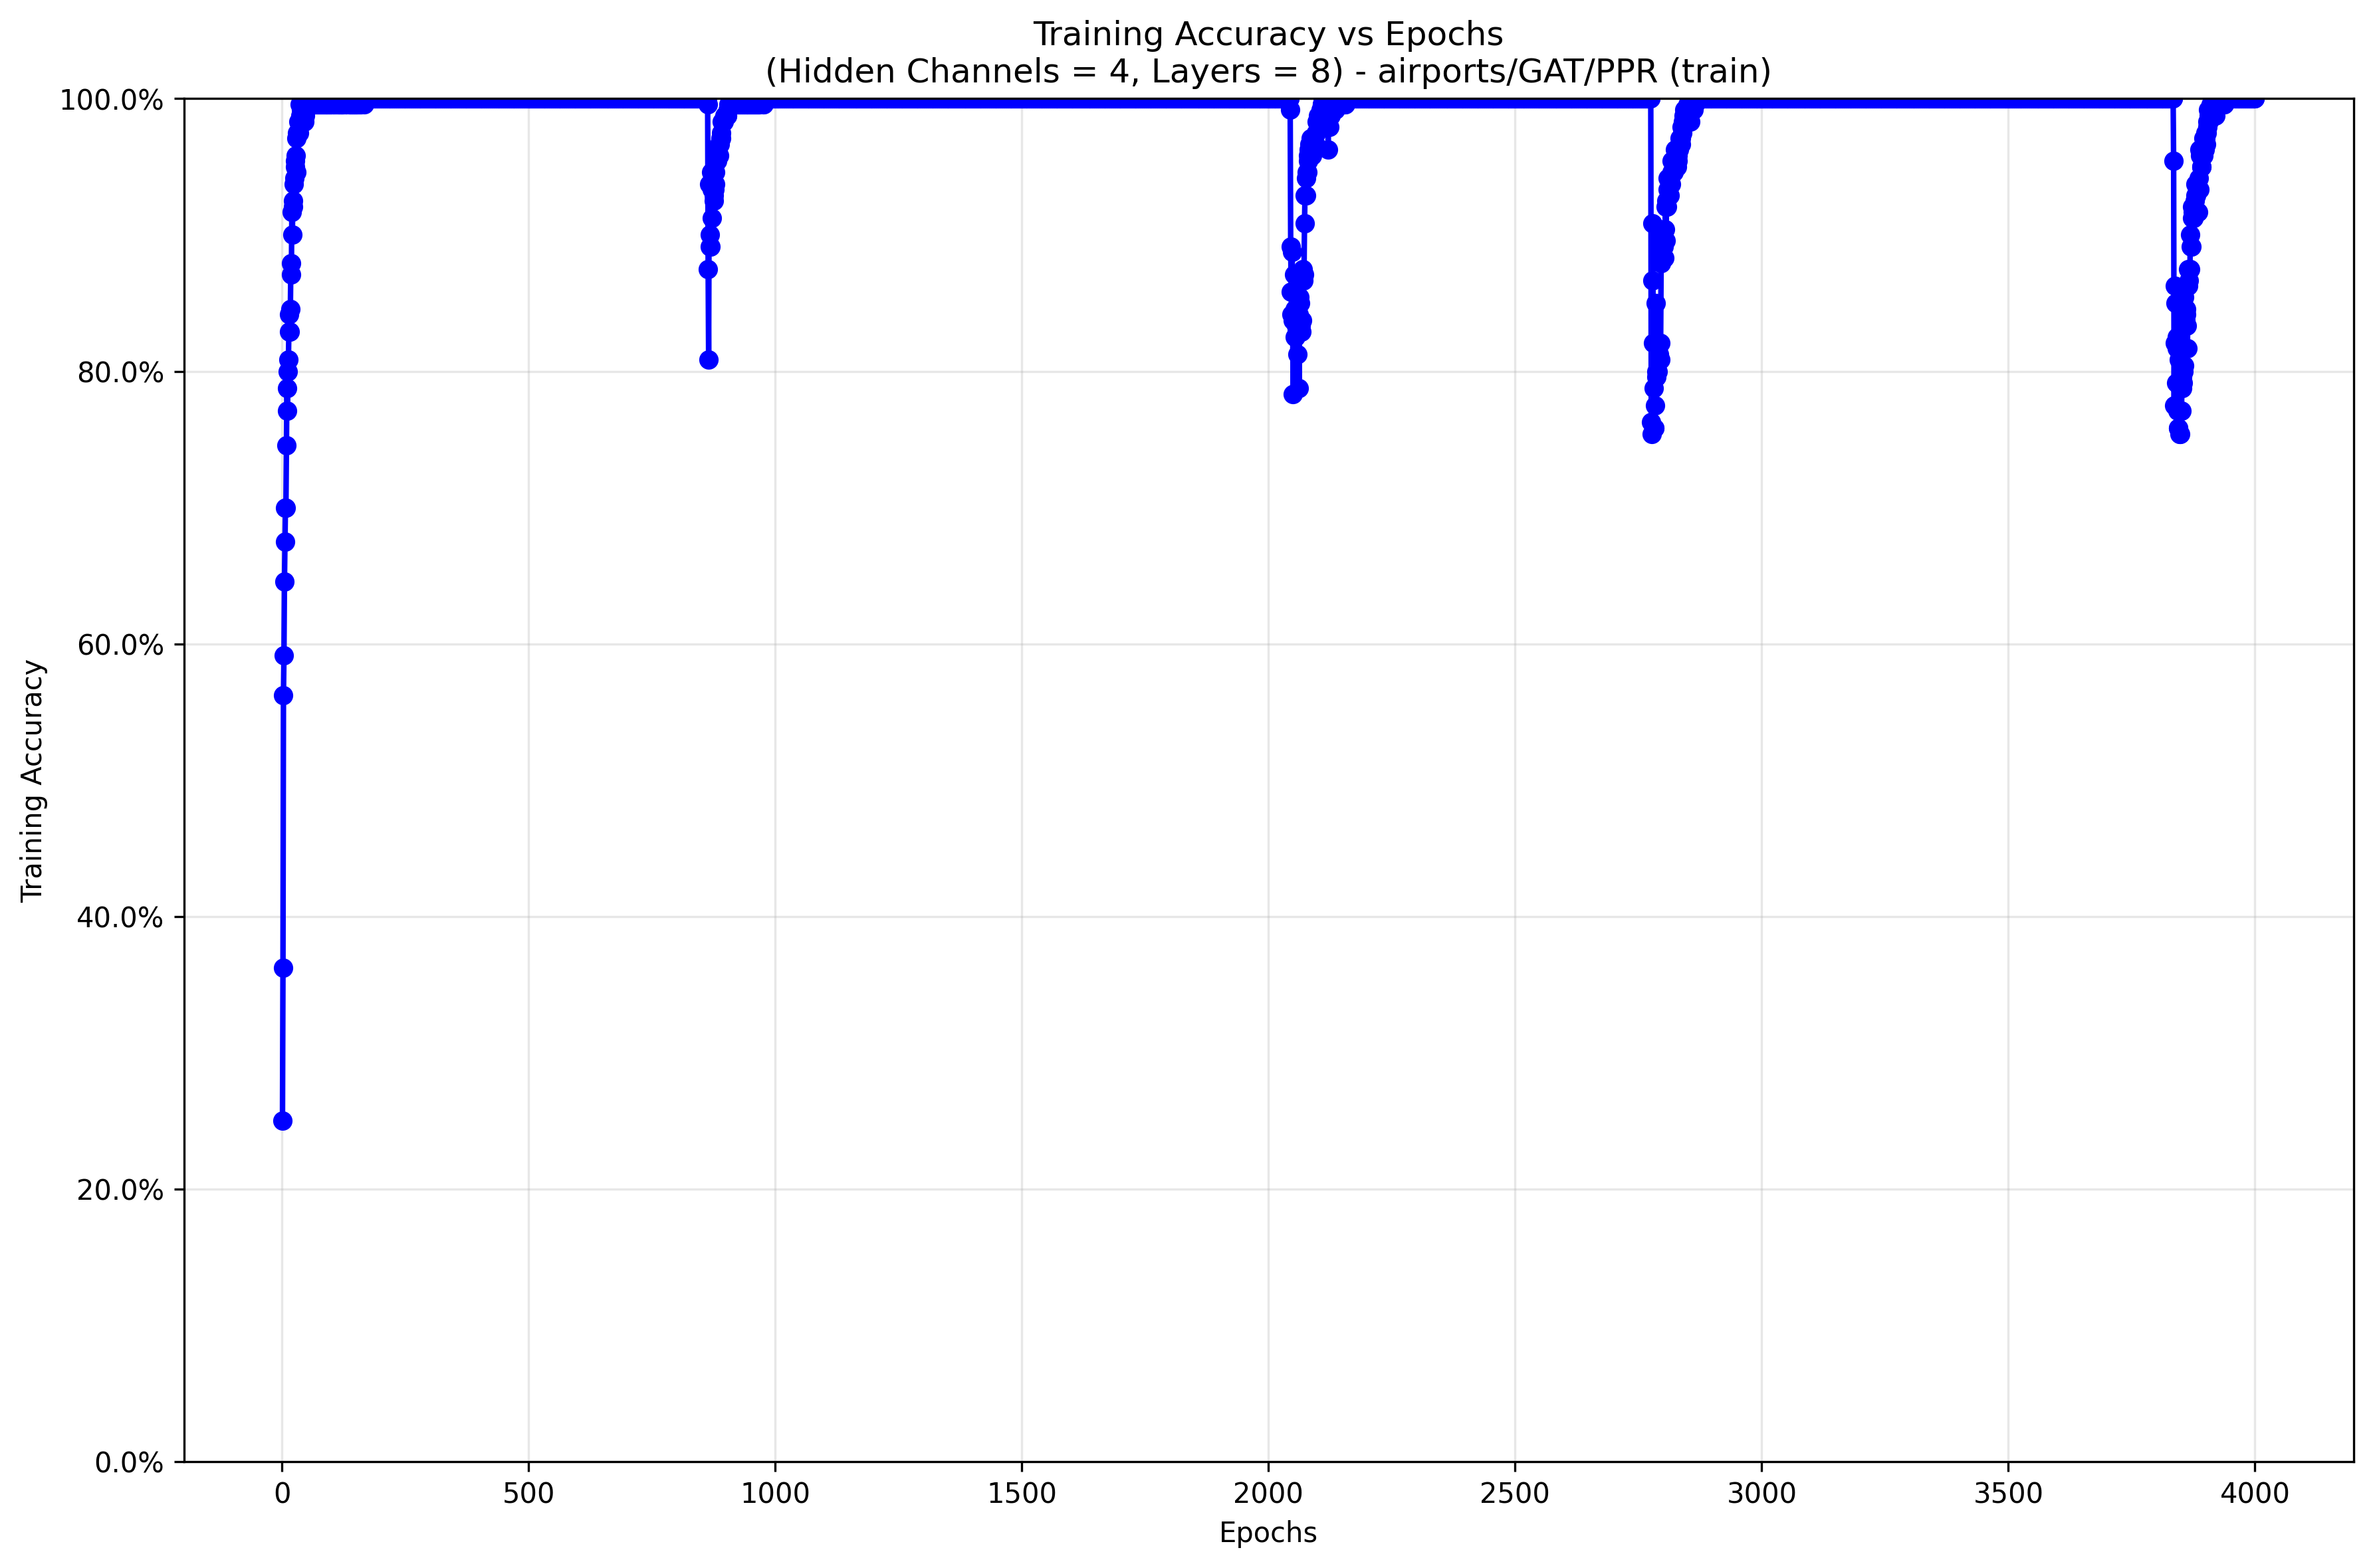 Training Accuracy vs Epochs
(Hidden Channels = 4, Layers = 8) - airports/GAT/PPR (train)
100.0%
80.0%
60.0%
40.0%
20.0%
0.0%
Training Accuracy
0 500 1000 1500 2000 2500 3000 3500 4000
Epochs